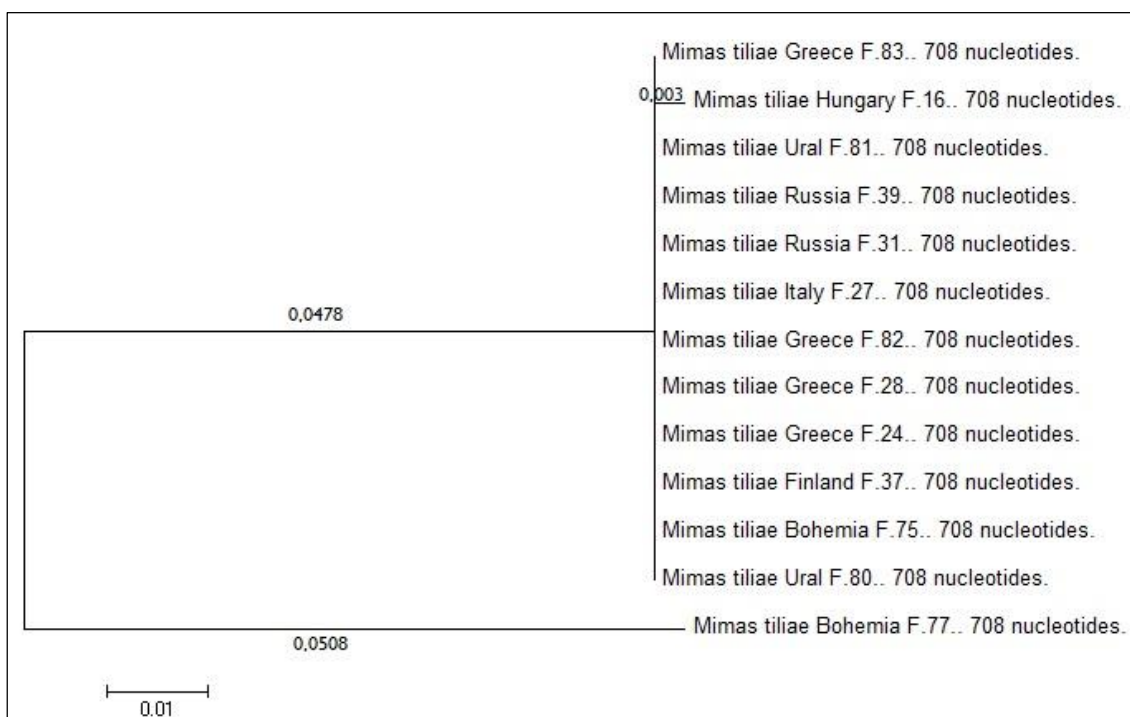 Mimas tiliae Greece F.83.. 708 nucleotides.
0,003 Mimas tiliae Hungary F.16.. 708 nucleotides.
Mimas tiliae Ural F.81.. 708 nucleotides.
Mimas tiliae Russia F.39.. 708 nucleotides.
Mimas tiliae Russia F.31.. 708 nucleotides.
Mimas tiliae Italy F.27.. 708 nucleotides.
0,0478
Mimas tiliae Greece F.82.. 708 nucleotides.
Mimas tiliae Greece F.28.. 708 nucleotides.
Mimas tiliae Greece F.24.. 708 nucleotides.
Mimas tiliae Finland F.37.. 708 nucleotides.
Mimas tiliae Bohemia F.75.. 708 nucleotides.
Mimas tiliae Ural F.80.. 708 nucleotides.
Mimas tiliae Bohemia F.77.. 708 nucleotides.
0,0508
0.01